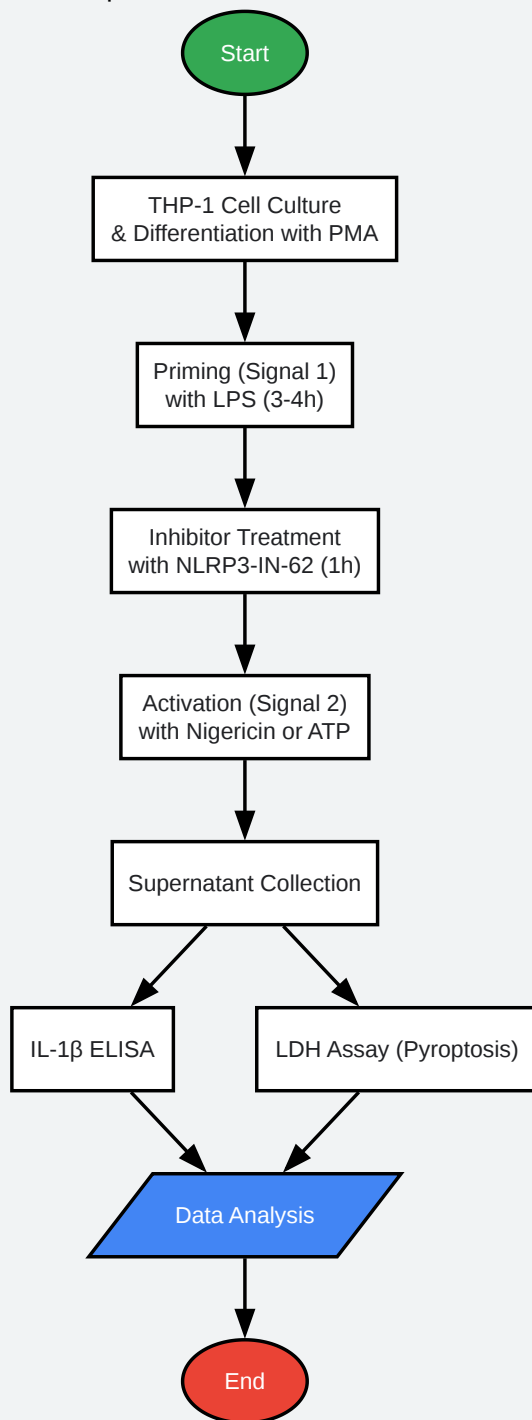 Start
THP-1 Cell Culture
& Differentiation with PMA
Priming (Signal 1)
with LPS (3-4h)
Inhibitor Treatment
with NLRP3-IN-62 (1h)
Activation (Signal 2)
with Nigericin or ATP
Supernatant Collection
IL-1β ELISA
LDH Assay (Pyroptosis)
Data Analysis
End